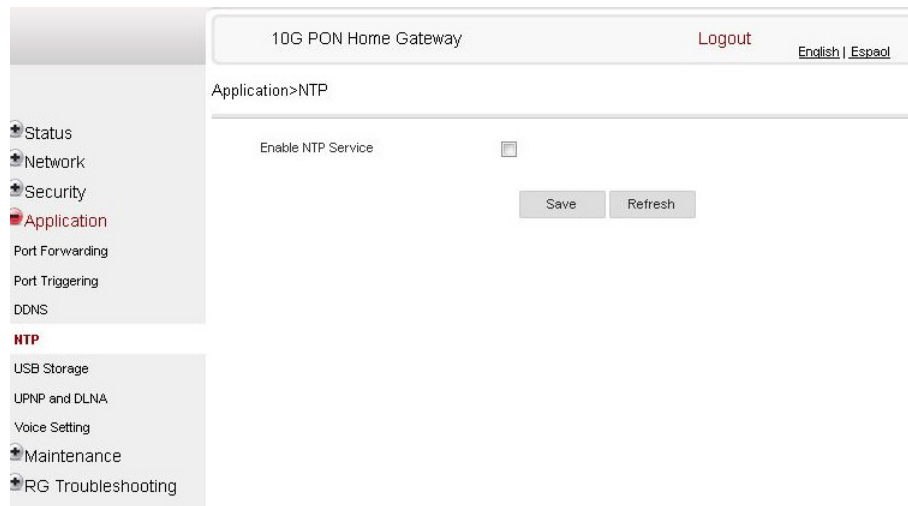 10G PON Home Gateway
Logout
English | Espaol
Application>NTP
Status
Network
Security
Application
Port Forwarding
Port Triggering
DDNS
NTP
USB Storage
UPNP and DLNA
Voice Setting
Maintenance
RG Troubleshooting
Enable NTP Service
Save Refresh